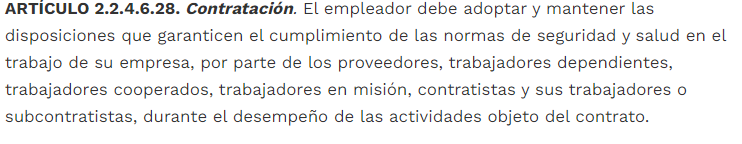 ARTÍCULO 2.2.4.6.28. Contratación. El empleador debe adoptar y mantener las
disposiciones que garanticen el cumplimiento de las normas de seguridad y salud en el
trabajo de su empresa, por parte de los proveedores, trabajadores dependientes,
trabajadores cooperados, trabajadores en misión, contratistas y sus trabajadores o
subcontratistas, durante el desempeño de las actividades objeto del contrato.